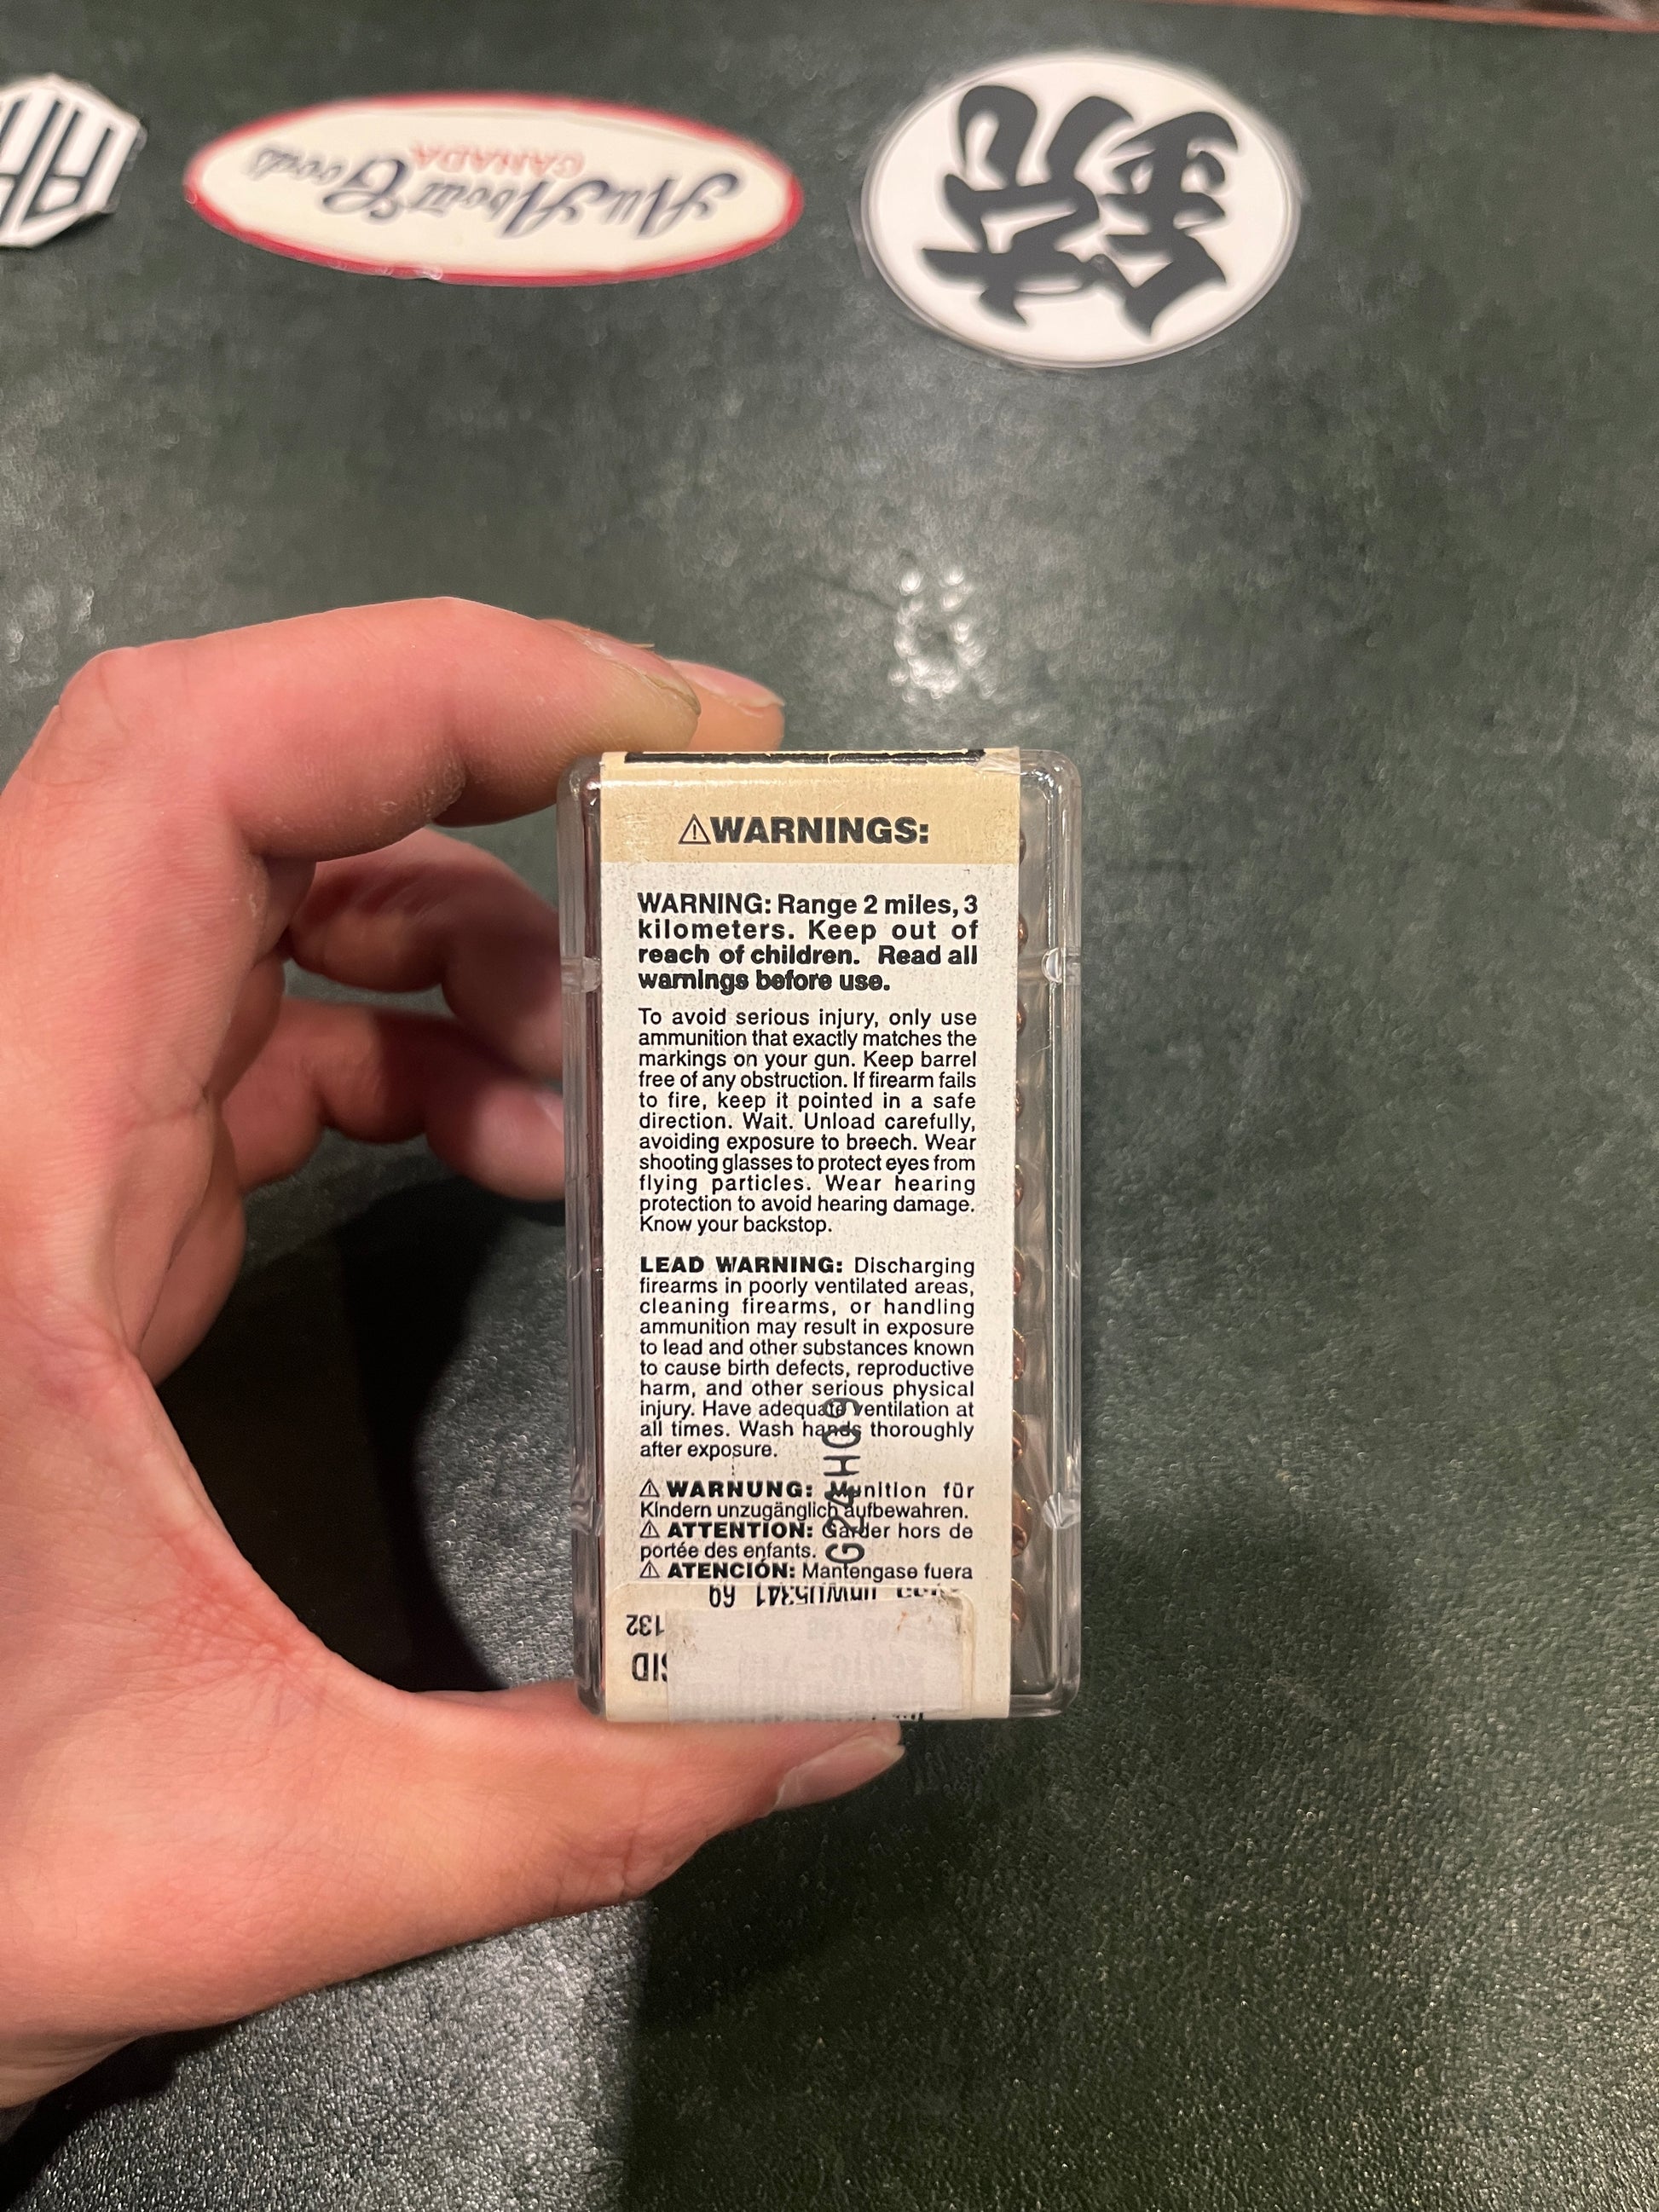 All About Goods
CANADA
⚠WARNINGS:
WARNING: Range 2 miles, 3
kilometers. Keep out of
reach of children. Read all
warnings before use.
To avoid serious injury, only use
ammunition that exactly matches the
markings on your gun. Keep barrel
free of any obstruction. If firearm fails
to fire, keep it pointed in a safe
direction. Wait. Unload carefully,
avoiding exposure to breech. Wear
shooting glasses to protect eyes from
flying particles. Wear hearing
protection to avoid hearing damage.
Know your backstop.
LEAD WARNING: Discharging
firearms in poorly ventilated areas,
cleaning firearms, or handling
ammunition may result in exposure
to lead and other substances known
to cause birth defects, reproductive
harm, and other serious physical
injury. Have adequate ventilation at
all times. Wash hands thoroughly
after exposure.
⚠ WARNUNG: Munition für
Kindern unzugänglich aufbewahren.
⚠ ATTENTION: Garder hors de
portée des enfants.
⚠ ATENCIÓN: Mantengase fuera
G24H09
132